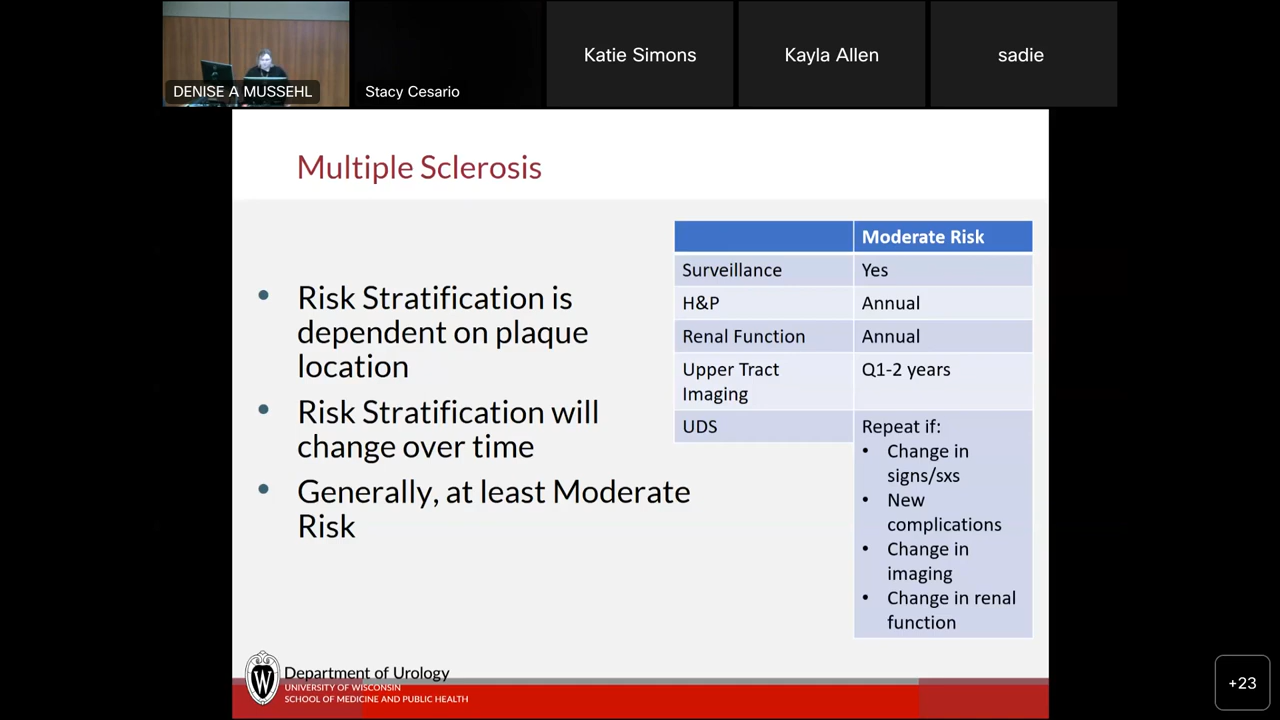 DENISE A MUSSEHL
Stacy Cesario
Katie Simons
Kayla Allen
sadie
Multiple Sclerosis
Risk Stratification is
dependent on plaque
location
Risk Stratification will
change over time
Generally, at least Moderate
Risk
Moderate Risk
Surveillance Yes
H&P Annual
Renal Function Annual
Upper Tract Q1-2 years
Imaging
UDS Repeat if:
Change in
signs/sxs
New
complications
Change in
imaging
Change in renal
function
W
Department of Urology
UNIVERSITY OF WISCONSIN
SCHOOL OF MEDICINE AND PUBLIC HEALTH
+23